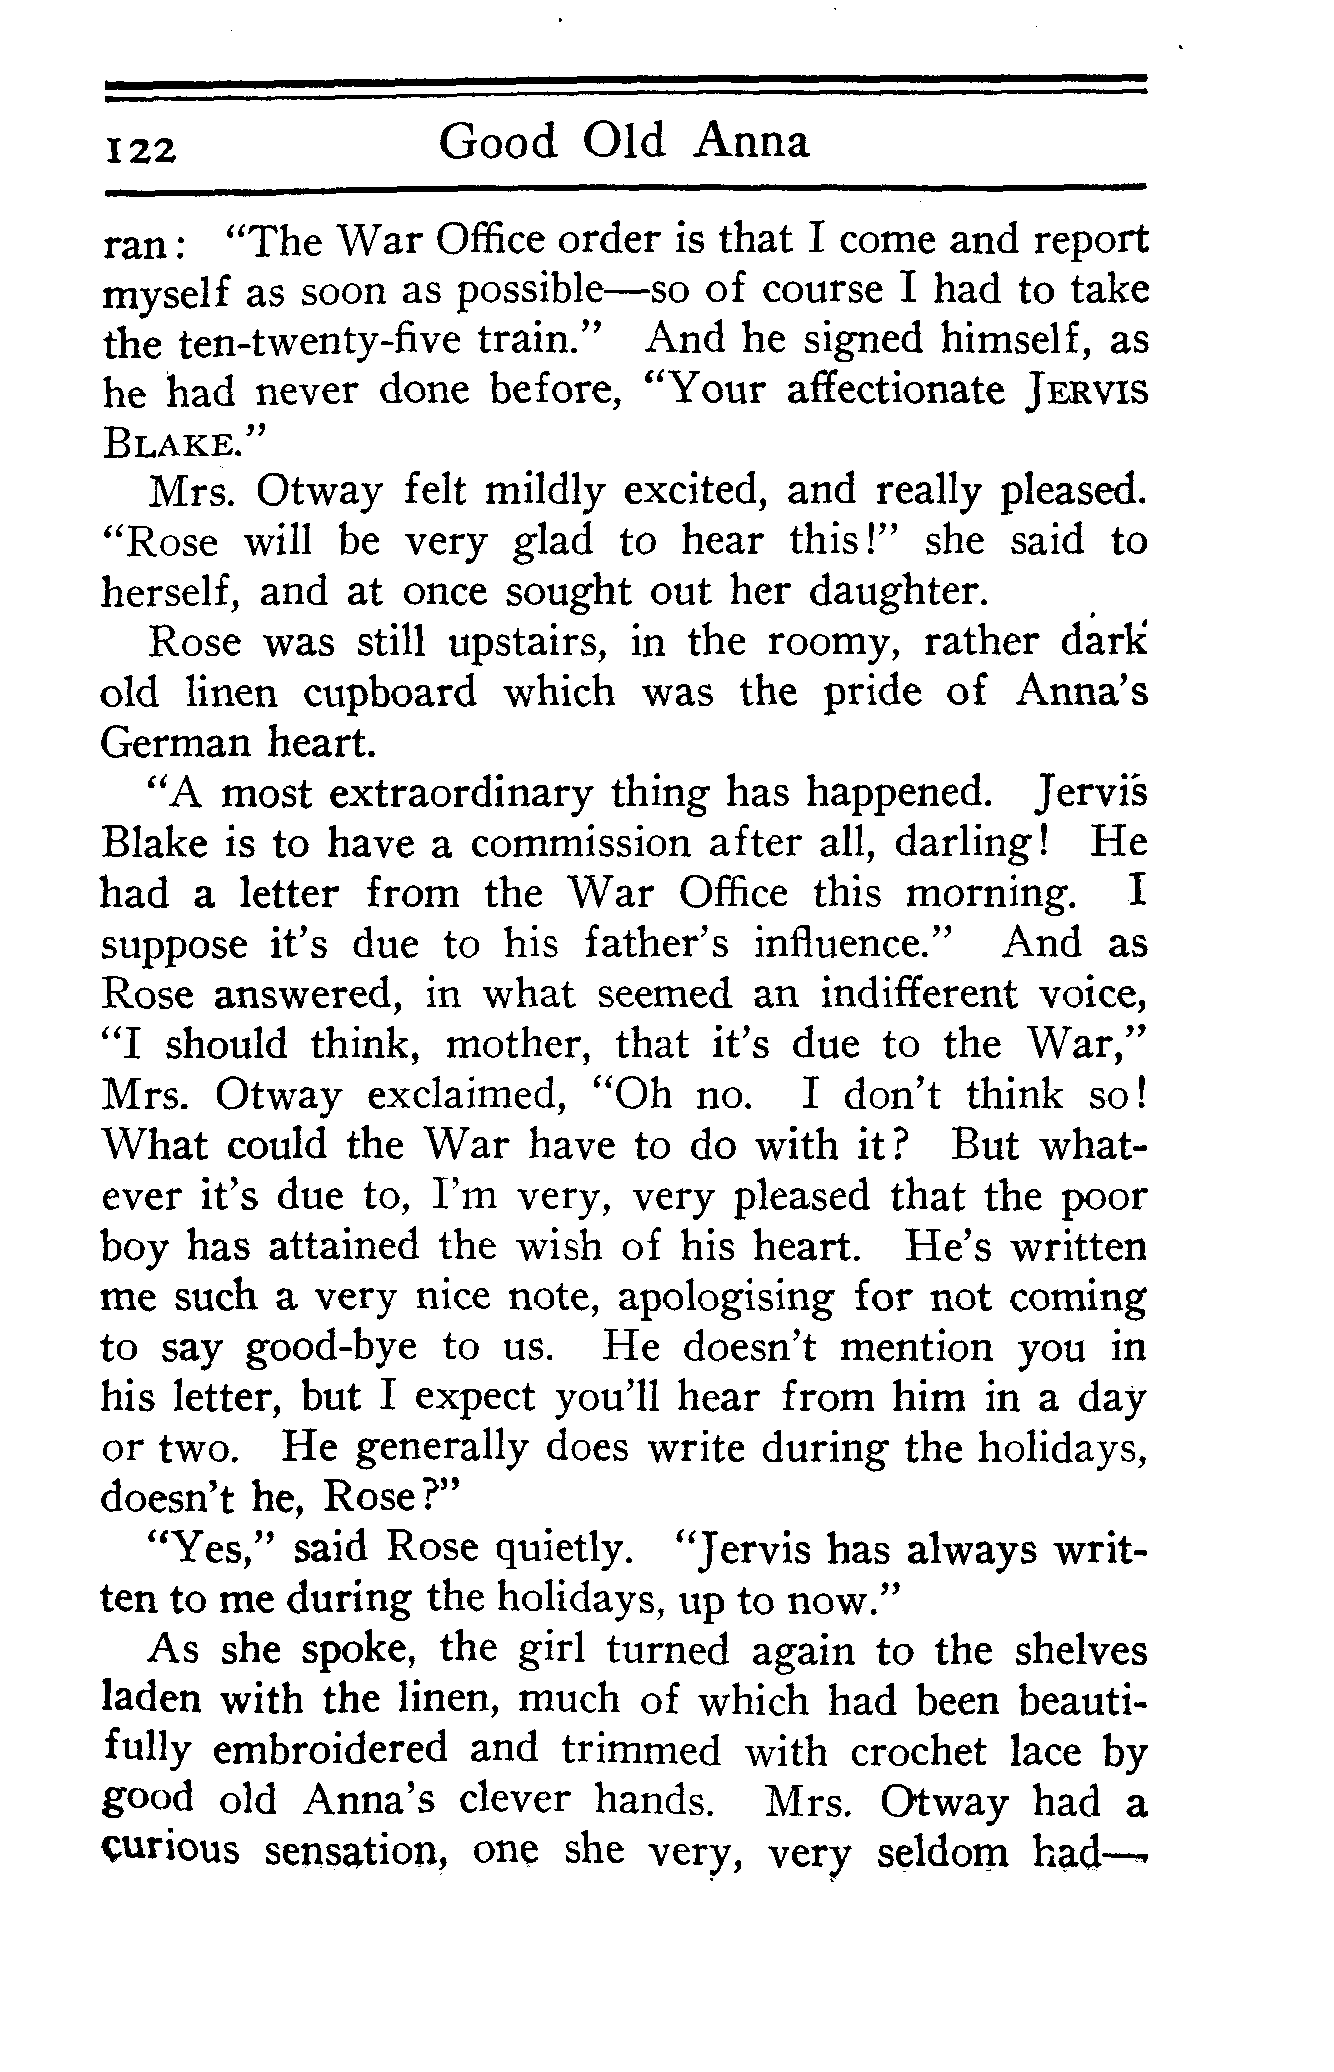 122 Good Old Anna
ran: "The War Office order is that I come and report
myself as soon as possible—so of course I had to take
the ten-twenty-five train." And he signed himself, as
he had never done before, "Your affectionate JERVIS
BLAKE."
Mrs. Otway felt mildly excited, and really pleased.
"Rose will be very glad to hear this!" she said to
herself, and at once sought out her daughter.
Rose was still upstairs, in the roomy, rather dark
old linen cupboard which was the pride of Anna's
German heart.
"A most extraordinary thing has happened. Jervis
Blake is to have a commission after all, darling! He
had a letter from the War Office this morning. I
suppose it's due to his father's influence." And as
Rose answered, in what seemed an indifferent voice,
"I should think, mother, that it's due to the War,"
Mrs. Otway exclaimed, "Oh no. I don't think so!
What could the War have to do with it? But what-
ever it's due to, I'm very, very pleased that the poor
boy has attained the wish of his heart. He's written
me such a very nice note, apologising for not coming
to say good-bye to us. He doesn't mention you in
his letter, but I expect you'll hear from him in a day
or two. He generally does write during the holidays,
doesn't he, Rose?"
"Yes," said Rose quietly. "Jervis has always writ-
ten to me during the holidays, up to now."
As she spoke, the girl turned again to the shelves
laden with the linen, much of which had been beauti-
fully embroidered and trimmed with crochet lace by
good old Anna's clever hands. Mrs. Otway had a
curious sensation, one she very, very seldom had—